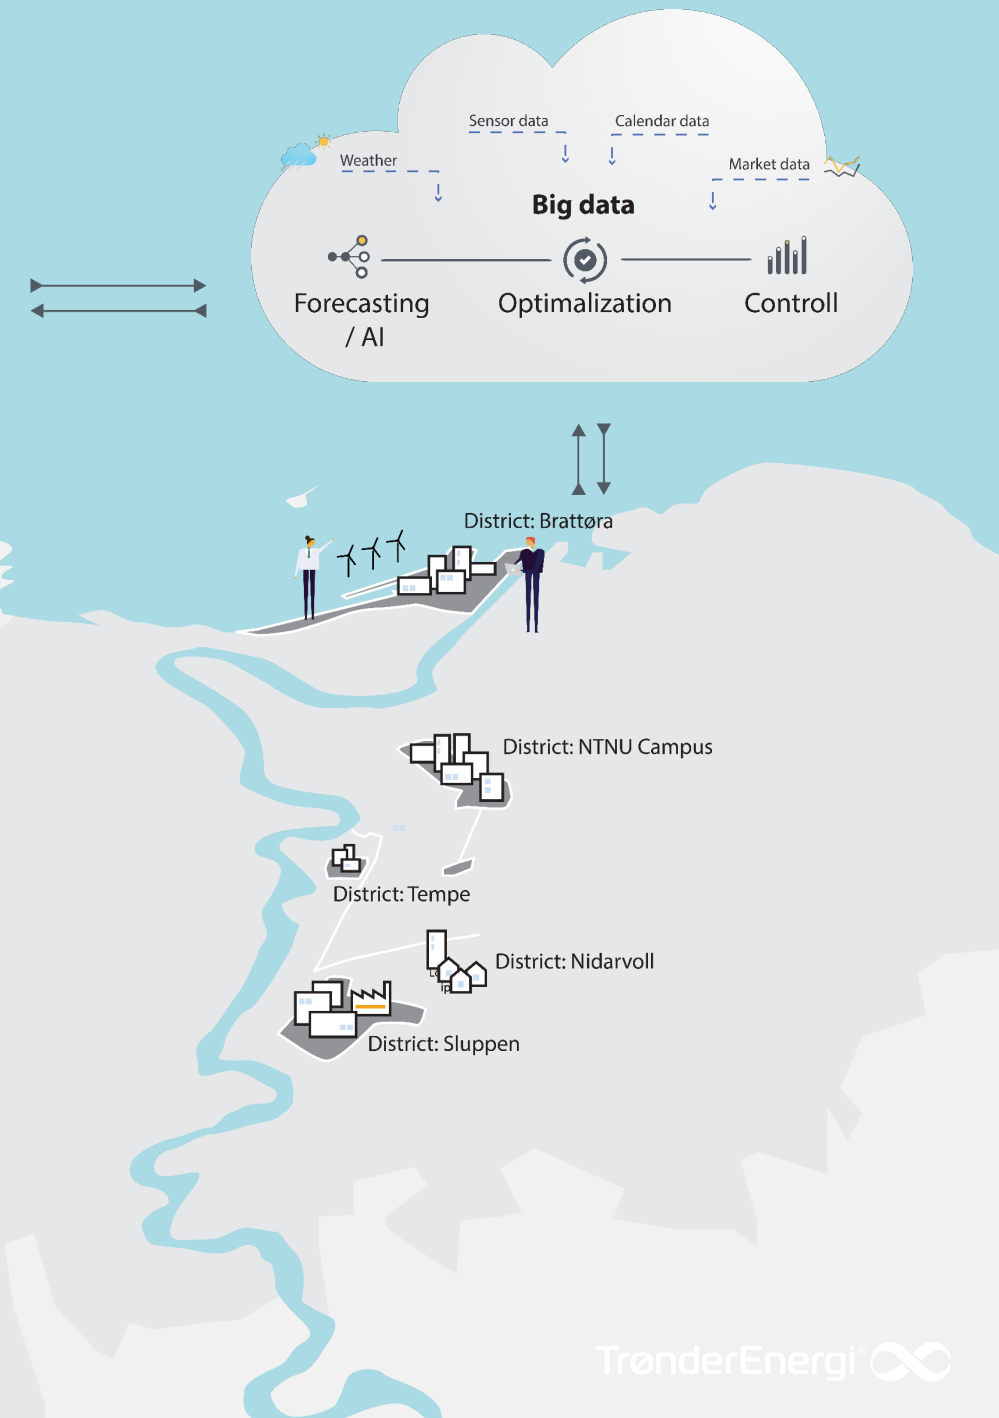 Sensor data
Calendar data
Weather
Market data
Big data
Forecasting
/ AI
Optimalization
Controll
District: Brattøra
District: NTNU Campus
District: Tempe
District: Nidarvoll
District: Sluppen
TrønderEnergi®